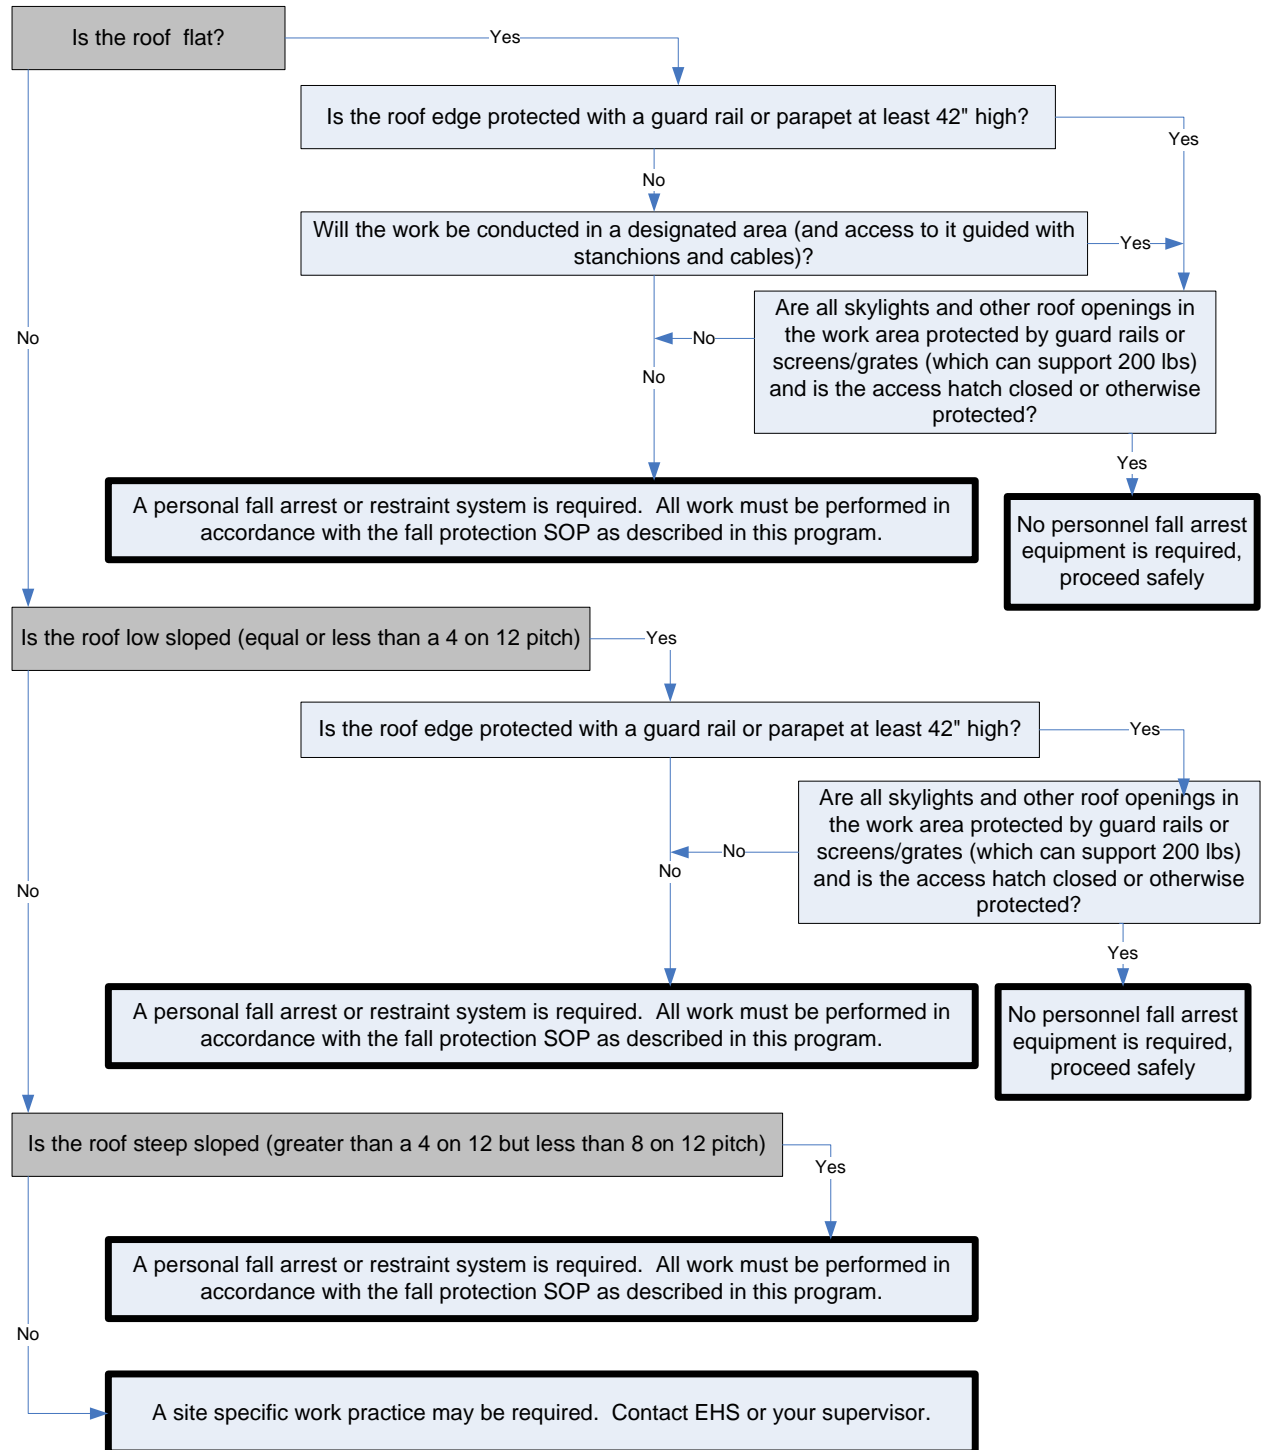 Is the roof flat?
Yes
Is the roof edge protected with a guard rail or parapet at least 42" high?
Yes
No
Will the work be conducted in a designated area (and access to it guided with
stanchions and cables)?
Yes
Are all skylights and other roof openings in
the work area protected by guard rails or
screens/grates (which can support 200 lbs)
and is the access hatch closed or otherwise
protected?
No
No
No
Yes
A personal fall arrest or restraint system is required. All work must be performed in
accordance with the fall protection SOP as described in this program.
No personnel fall arrest
equipment is required,
proceed safely
Is the roof low sloped (equal or less than a 4 on 12 pitch)
Yes
Is the roof edge protected with a guard rail or parapet at least 42" high?
Yes
Are all skylights and other roof openings in
the work area protected by guard rails or
screens/grates (which can support 200 lbs)
and is the access hatch closed or otherwise
protected?
No
No
No
Yes
A personal fall arrest or restraint system is required. All work must be performed in
accordance with the fall protection SOP as described in this program.
No personnel fall arrest
equipment is required,
proceed safely
Is the roof steep sloped (greater than a 4 on 12 but less than 8 on 12 pitch)
Yes
A personal fall arrest or restraint system is required. All work must be performed in
accordance with the fall protection SOP as described in this program.
No
A site specific work practice may be required. Contact EHS or your supervisor.